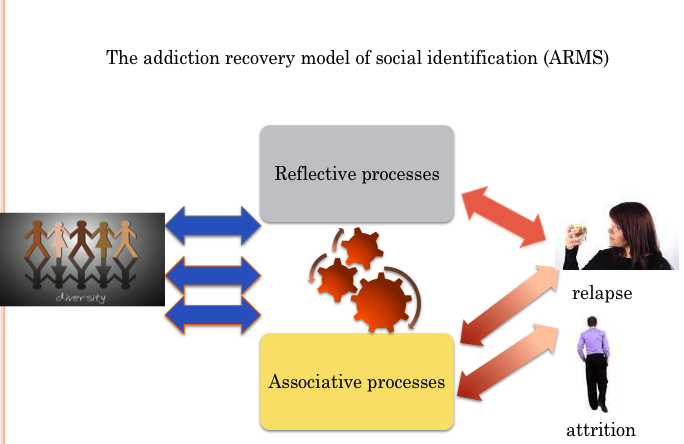 The addiction recovery model of social identification (ARMS)
Reflective processes
diversity
relapse
Associative processes
attrition